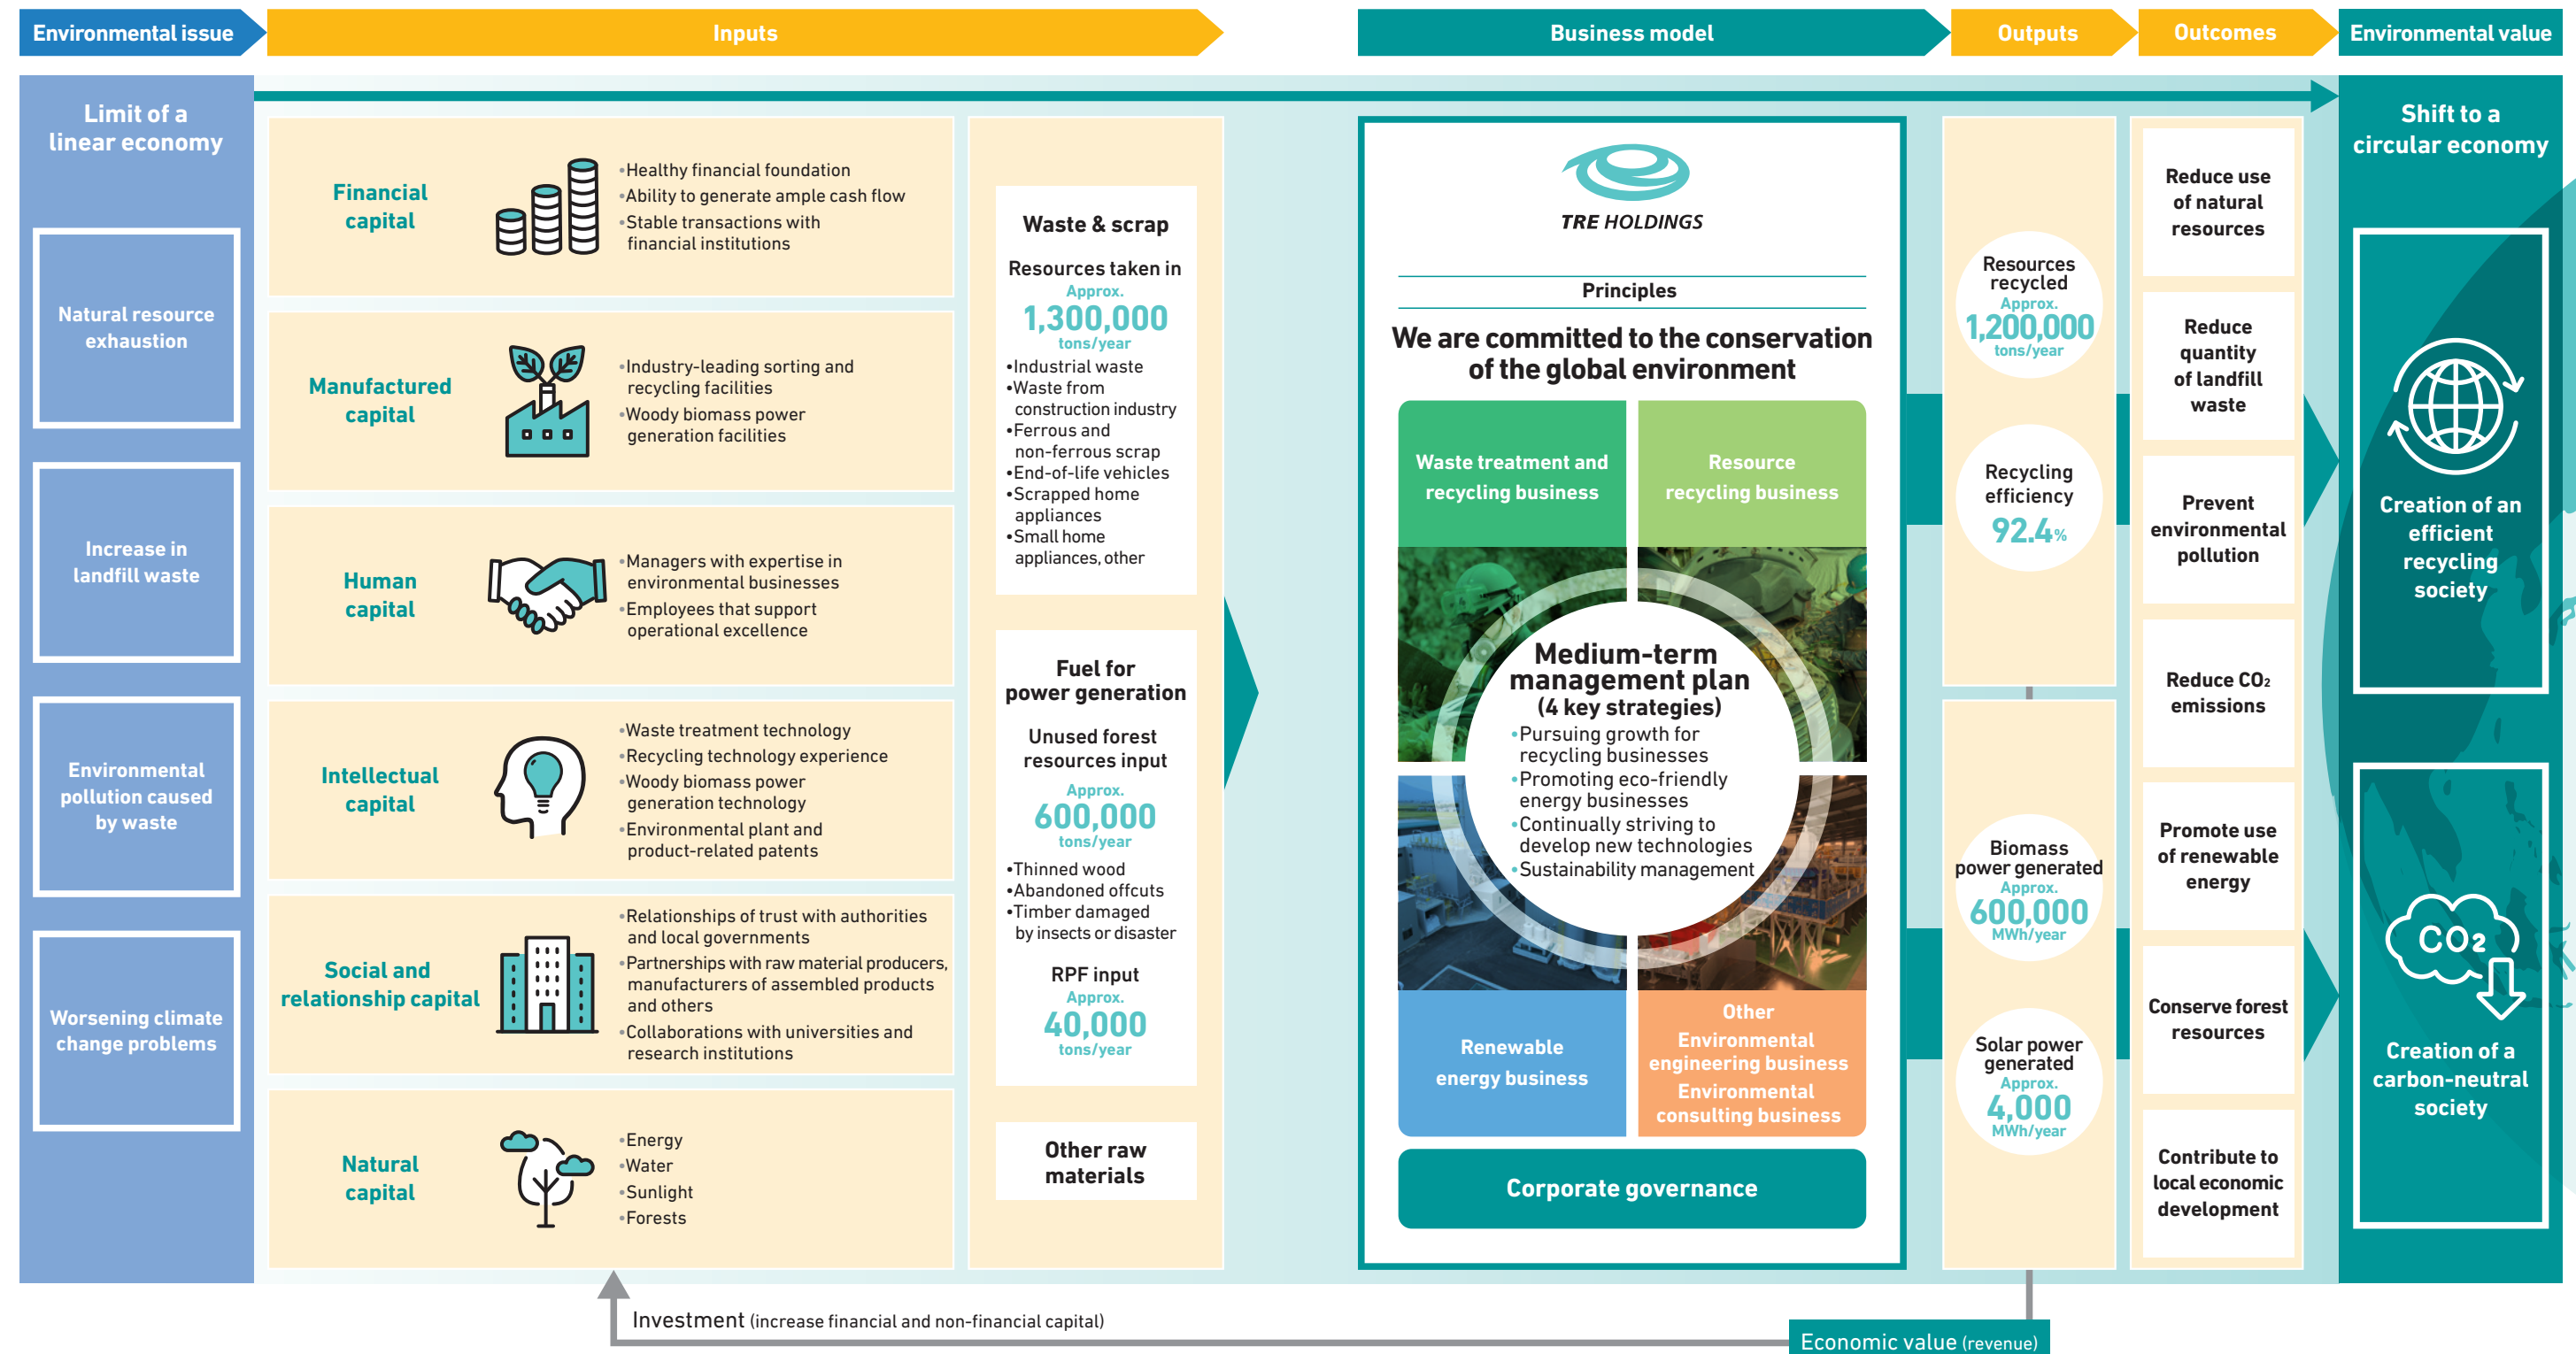 Environmental issue
Inputs
Business model
Outputs
Outcomes
Environmental value
Limit of a
linear economy
Natural resource
exhaustion
Increase in
landfill waste
Environmental
pollution caused
by waste
Worsening climate
change problems
Financial
capital
•Healthy financial foundation
•Ability to generate ample cash flow
•Stable transactions with
financial institutions
Manufactured
capital
•Industry-leading sorting and
recycling facilities
•Woody biomass power
generation facilities
Human
capital
•Managers with expertise in
environmental businesses
•Employees that support
operational excellence
Intellectual
capital
•Waste treatment technology
•Recycling technology experience
•Woody biomass power
generation technology
•Environmental plant and
product-related patents
Social and
relationship capital
•Relationships of trust with authorities
and local governments
•Partnerships with raw material producers,
manufacturers of assembled products
and others
•Collaborations with universities and
research institutions
Natural
capital
•Energy
•Water
•Sunlight
•Forests
Waste & scrap
Resources taken in
Approx.
1,300,000
tons/year
•Industrial waste
•Waste from
construction industry
•Ferrous and
non-ferrous scrap
•End-of-life vehicles
•Scrapped home
appliances
•Small home
appliances, other
Fuel for
power generation
Unused forest
resources input
Approx.
600,000
tons/year
•Thinned wood
•Abandoned offcuts
•Timber damaged
by insects or disaster
RPF input
Approx.
40,000
tons/year
Other raw
materials
TRE HOLDINGS
Principles
We are committed to the conservation
of the global environment
Waste treatment and
recycling business
Resource
recycling business
Medium-term
management plan
(4 key strategies)
•Pursuing growth for
recycling businesses
•Promoting eco-friendly
energy businesses
•Continually striving to
develop new technologies
•Sustainability management
Renewable
energy business
Other
Environmental
engineering business
Environmental
consulting business
Corporate governance
Resources
recycled
Approx.
1,200,000
tons/year
Recycling
efficiency
92.4%
Biomass
power generated
Approx.
600,000
MWh/year
Solar power
generated
Approx.
4,000
MWh/year
Reduce use
of natural
resources
Reduce
quantity
of landfill
waste
Prevent
environmental
pollution
Reduce CO₂
emissions
Promote use
of renewable
energy
Conserve forest
resources
Contribute to
local economic
development
Shift to a
circular economy
Creation of an
efficient
recycling
society
CO2
Creation of a
carbon-neutral
society
Investment (increase financial and non-financial capital)
Economic value (revenue)